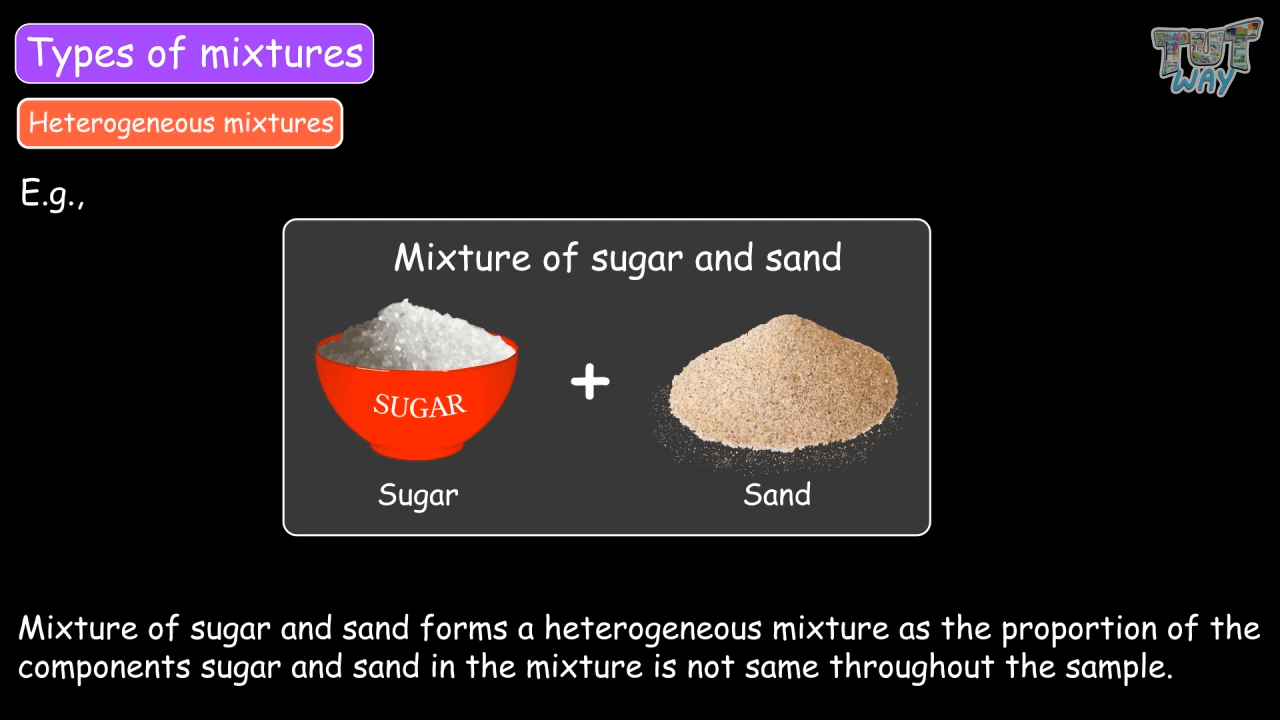 Types of mixtures
TUT
WAY
Heterogeneous mixtures
E.g.,
Mixture of sugar and sand
SUGAR
+
Sugar
Sand
Mixture of sugar and sand forms a heterogeneous mixture as the proportion of the
components sugar and sand in the mixture is not same throughout the sample.